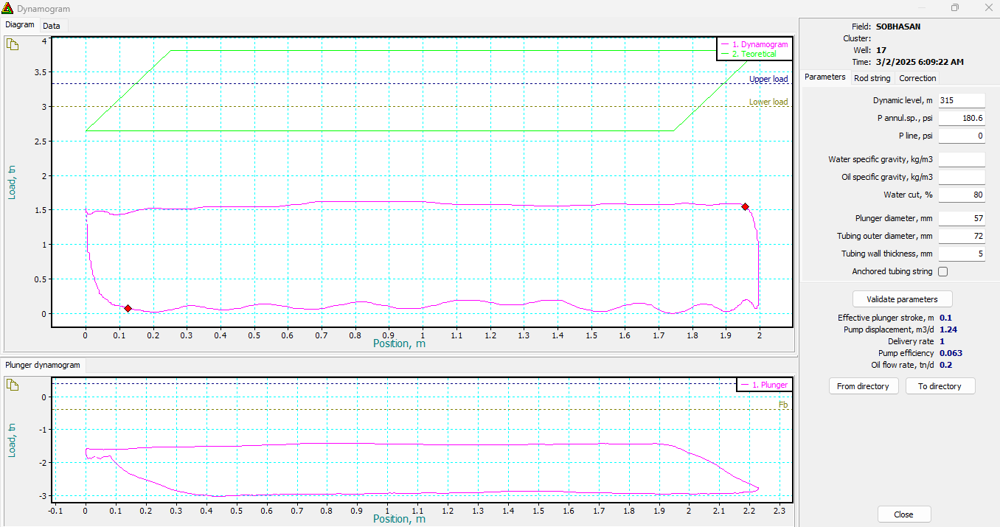 Dynamogram
Diagram
Data
4
3.5
3
2.5
2
1.5
1
0.5
0
Load, tn
1. Dynamogram
2. Teoretical
Upper load
Lower load
0 0.1 0.2 0.3 0.4 0.5 0.6 0.7 0.8 0.9 1 1.1 1.2 1.3 1.4 1.5 1.6 1.7 1.8 1.9 2
Position, m
Plunger dynamogram
0
-1
-2
-3
Load, tn
1. Plunger
Fb
-0.1 0 0.1 0.2 0.3 0.4 0.5 0.6 0.7 0.8 0.9 1 1.1 1.2 1.3 1.4 1.5 1.6 1.7 1.8 1.9 2 2.1 2.2 2.3
Position, m
Field: SOBHASAN
Cluster:
Well: 17
Time: 3/2/2025 6:09:22 AM
Parameters
Rod string
Correction
Dynamic level, m 315
P annul.sp., psi 180.6
P line, psi 0
Water specific gravity, kg/m3
Oil specific gravity, kg/m3
Water cut, % 80
Plunger diameter, mm 57
Tubing outer diameter, mm 72
Tubing wall thickness, mm 5
Anchored tubing string
Validate parameters
Effective plunger stroke, m 0.1
Pump displacement, m3/d 1.24
Delivery rate 1
Pump efficiency 0.063
Oil flow rate, tn/d 0.2
From directory
To directory
Close